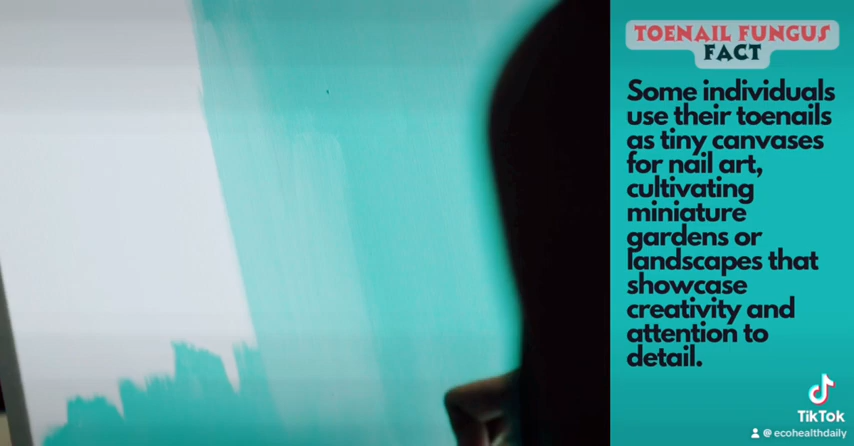 TOENAIL FUNGUS
FACT
Some individuals
use their toenails
as tiny canvases
for nail art,
cultivating
miniature
gardens or
landscapes that
showcase
creativity and
attention to
detail.
TikTok
@ecohealthdaily